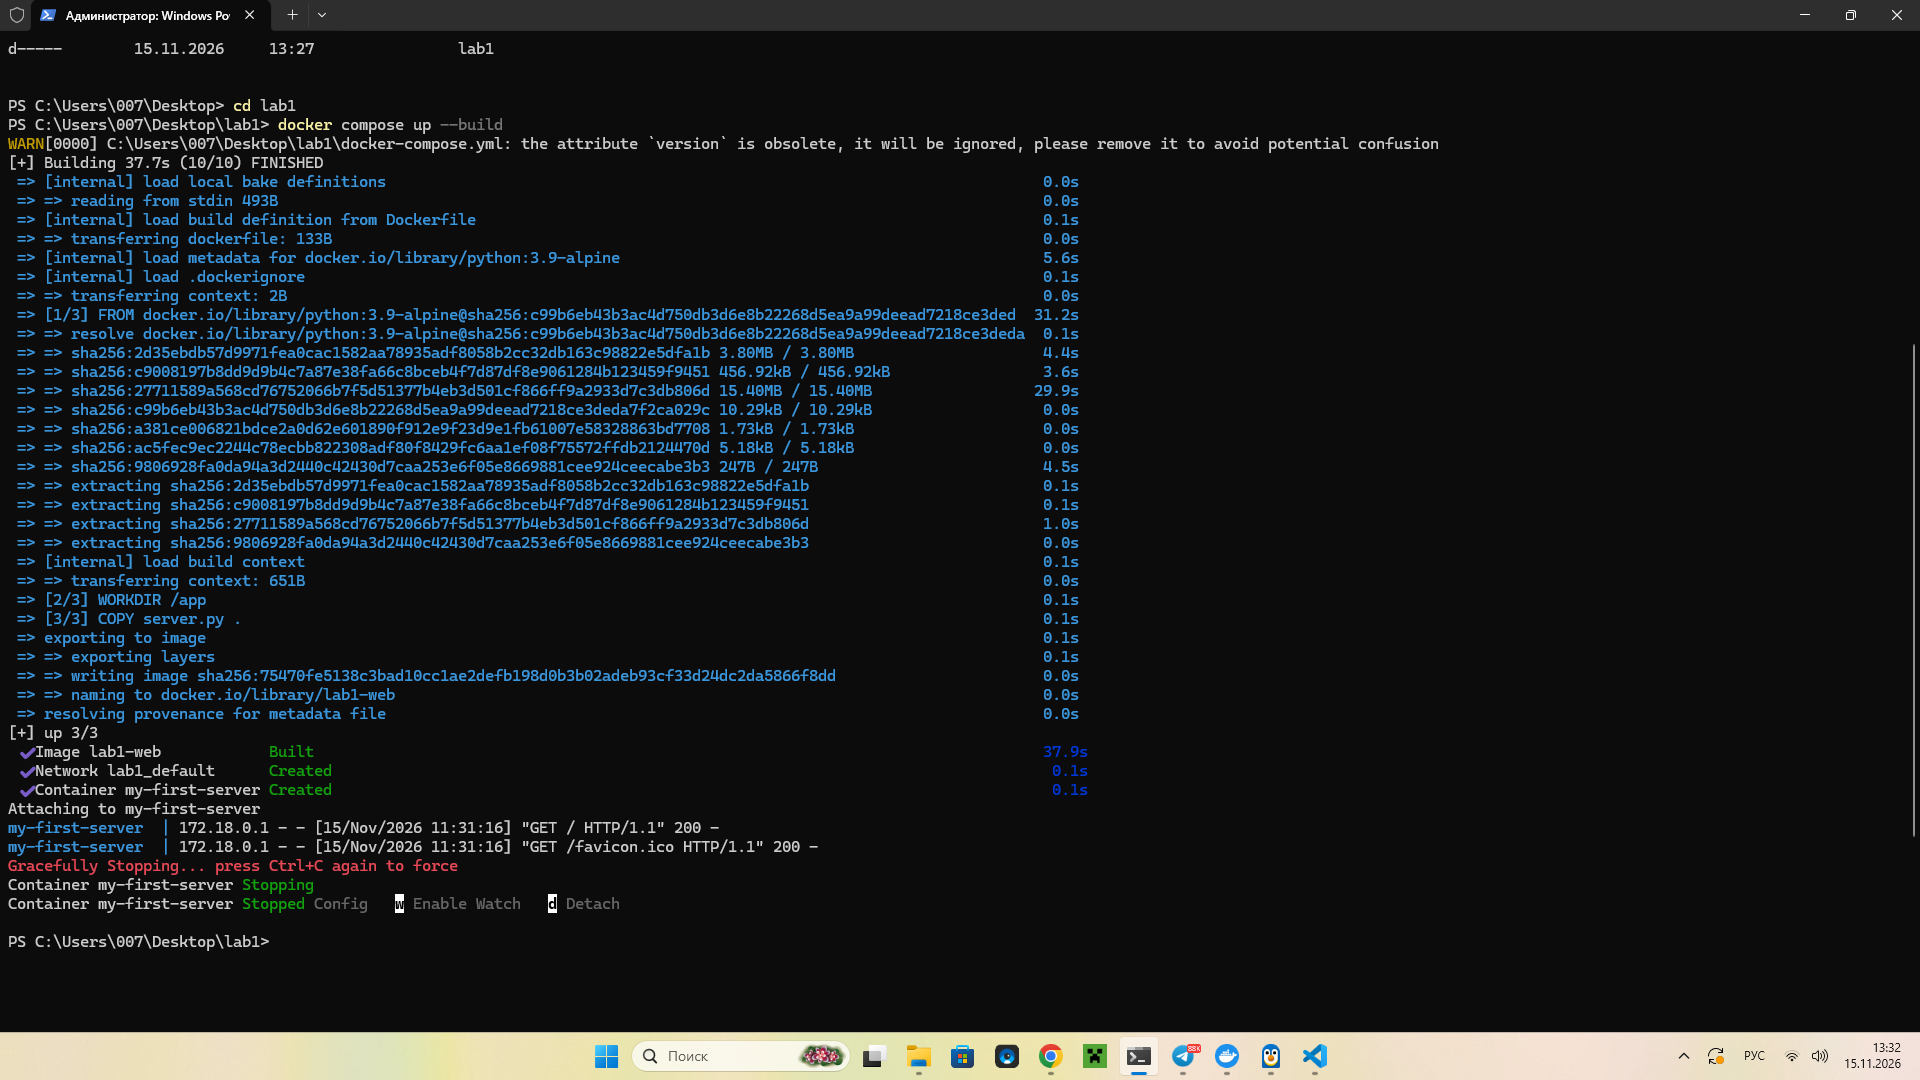 Администратор: Windows Po
d-----        15.11.2026     13:27                lab1
PS C:\Users\007\Desktop> cd lab1
PS C:\Users\007\Desktop\lab1> docker compose up --build
WARN[0000] C:\Users\007\Desktop\lab1\docker-compose.yml: the attribute `version` is obsolete, it will be ignored, please remove it to avoid potential confusion
[+] Building 37.7s (10/10) FINISHED
=> [internal] load local bake definitions 0.0s
=> => reading from stdin 493B 0.0s
=> [internal] load build definition from Dockerfile 0.1s
=> => transferring dockerfile: 133B 0.0s
=> [internal] load metadata for docker.io/library/python:3.9-alpine 5.6s
=> [internal] load .dockerignore 0.1s
=> => transferring context: 2B 0.0s
=> [1/3] FROM docker.io/library/python:3.9-alpine@sha256:c99b6eb43b3ac4d750db3d6e8b22268d5ea9a99deead7218ce3ded 31.2s
=> => resolve docker.io/library/python:3.9-alpine@sha256:c99b6eb43b3ac4d750db3d6e8b22268d5ea9a99deead7218ce3deda 0.1s
=> => sha256:2d35ebdb57d9971fea0cac1582aa78935adf8058b2cc32db163c98822e5dfa1b 3.80MB / 3.80MB 4.4s
=> => sha256:c9008197b8dd9d9b4c7a87e38fa66c8bceb4f7d87df8e9061284b123459f9451 456.92kB / 456.92kB 3.6s
=> => sha256:27711589a568cd76752066b7f5d51377b4eb3d501cf866ff9a2933d7c3db806d 15.40MB / 15.40MB 29.9s
=> => sha256:c99b6eb43b3ac4d750db3d6e8b22268d5ea9a99deead7218ce3deda7f2ca029c 10.29kB / 10.29kB 0.0s
=> => sha256:a381ce006821bdce2a0d62e601890f912e9f23d9e1fb61007e58328863bd7708 1.73kB / 1.73kB 0.0s
=> => sha256:ac5fec9ec2244c78ecbb822308adf80f8429fc6aa1ef08f75572ffdb2124470d 5.18kB / 5.18kB 0.0s
=> => sha256:9806928fa0da94a3d2440c42430d7caa253e6f05e8669881cee924ceecabe3b3 247B / 247B 4.5s
=> => extracting sha256:2d35ebdb57d9971fea0cac1582aa78935adf8058b2cc32db163c98822e5dfa1b 0.1s
=> => extracting sha256:c9008197b8dd9d9b4c7a87e38fa66c8bceb4f7d87df8e9061284b123459f9451 0.1s
=> => extracting sha256:27711589a568cd76752066b7f5d51377b4eb3d501cf866ff9a2933d7c3db806d 1.0s
=> => extracting sha256:9806928fa0da94a3d2440c42430d7caa253e6f05e8669881cee924ceecabe3b3 0.0s
=> [internal] load build context 0.1s
=> => transferring context: 651B 0.0s
=> [2/3] WORKDIR /app 0.1s
=> [3/3] COPY server.py . 0.1s
=> exporting to image 0.1s
=> => exporting layers 0.1s
=> => writing image sha256:75470fe5138c3bad10cc1ae2defb198d0b3b02adeb93cf33d24dc2da5866f8dd 0.0s
=> => naming to docker.io/library/lab1-web 0.0s
=> resolving provenance for metadata file 0.0s
[+] up 3/3
✔Image lab1-web Built 37.9s
✔Network lab1_default Created 0.1s
✔Container my-first-server Created 0.1s
Attaching to my-first-server
my-first-server  | 172.18.0.1 - - [15/Nov/2026 11:31:16] "GET / HTTP/1.1" 200 -
my-first-server  | 172.18.0.1 - - [15/Nov/2026 11:31:16] "GET /favicon.ico HTTP/1.1" 200 -
Gracefully Stopping... press Ctrl+C again to force
Container my-first-server Stopping
Container my-first-server Stopped Config   w Enable Watch   d Detach
PS C:\Users\007\Desktop\lab1>
Поиск
88K
РУС
13:32
15.11.2026